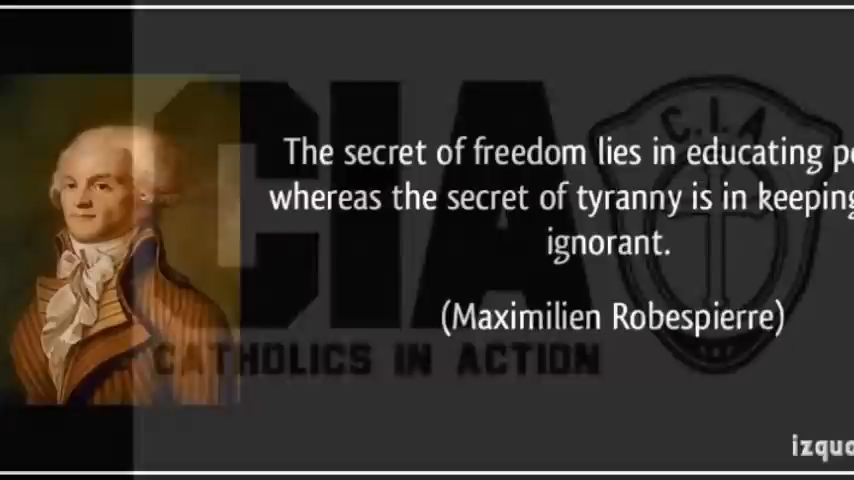 CIA
C.I.A
The secret of freedom lies in educating
whereas the secret of tyranny is in keeping
ignorant.
(Maximilien Robespierre)
CATHOLICS IN ACTION